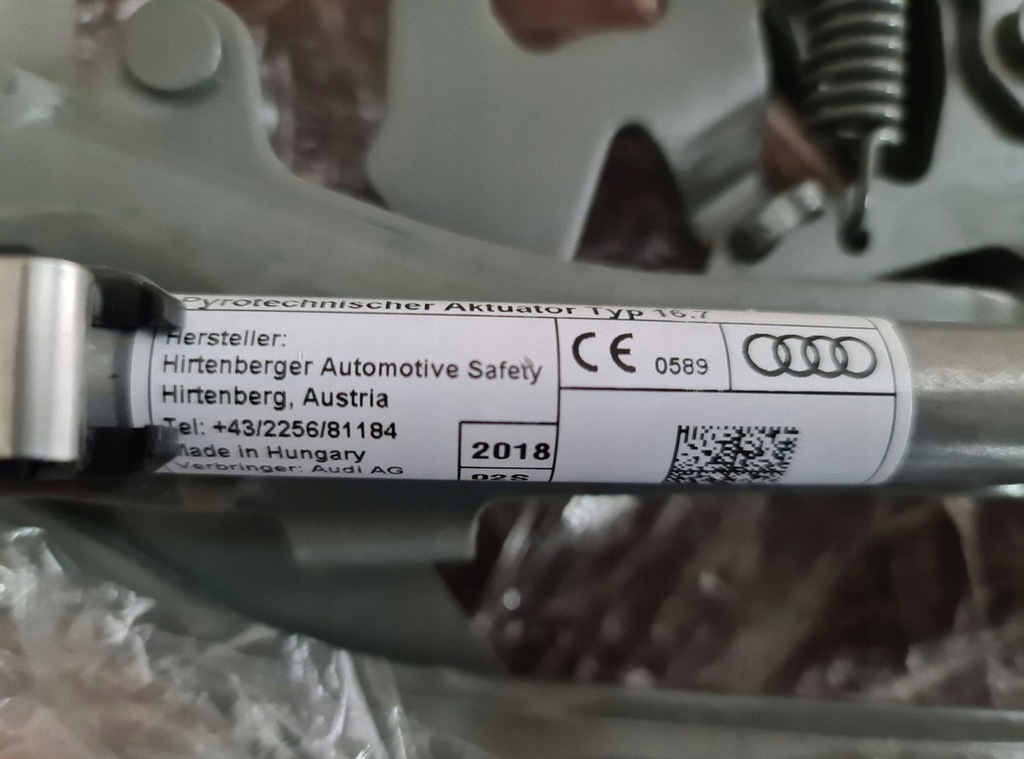 Pyrotechnischer Aktuator Typ 16.7
Hersteller:
Hirtenberger Automotive Safety
Hirtenberg, Austria
Tel: +43/2256/81184
Made in Hungary
Verbringer: Audi AG
2018
02S
CE 0589